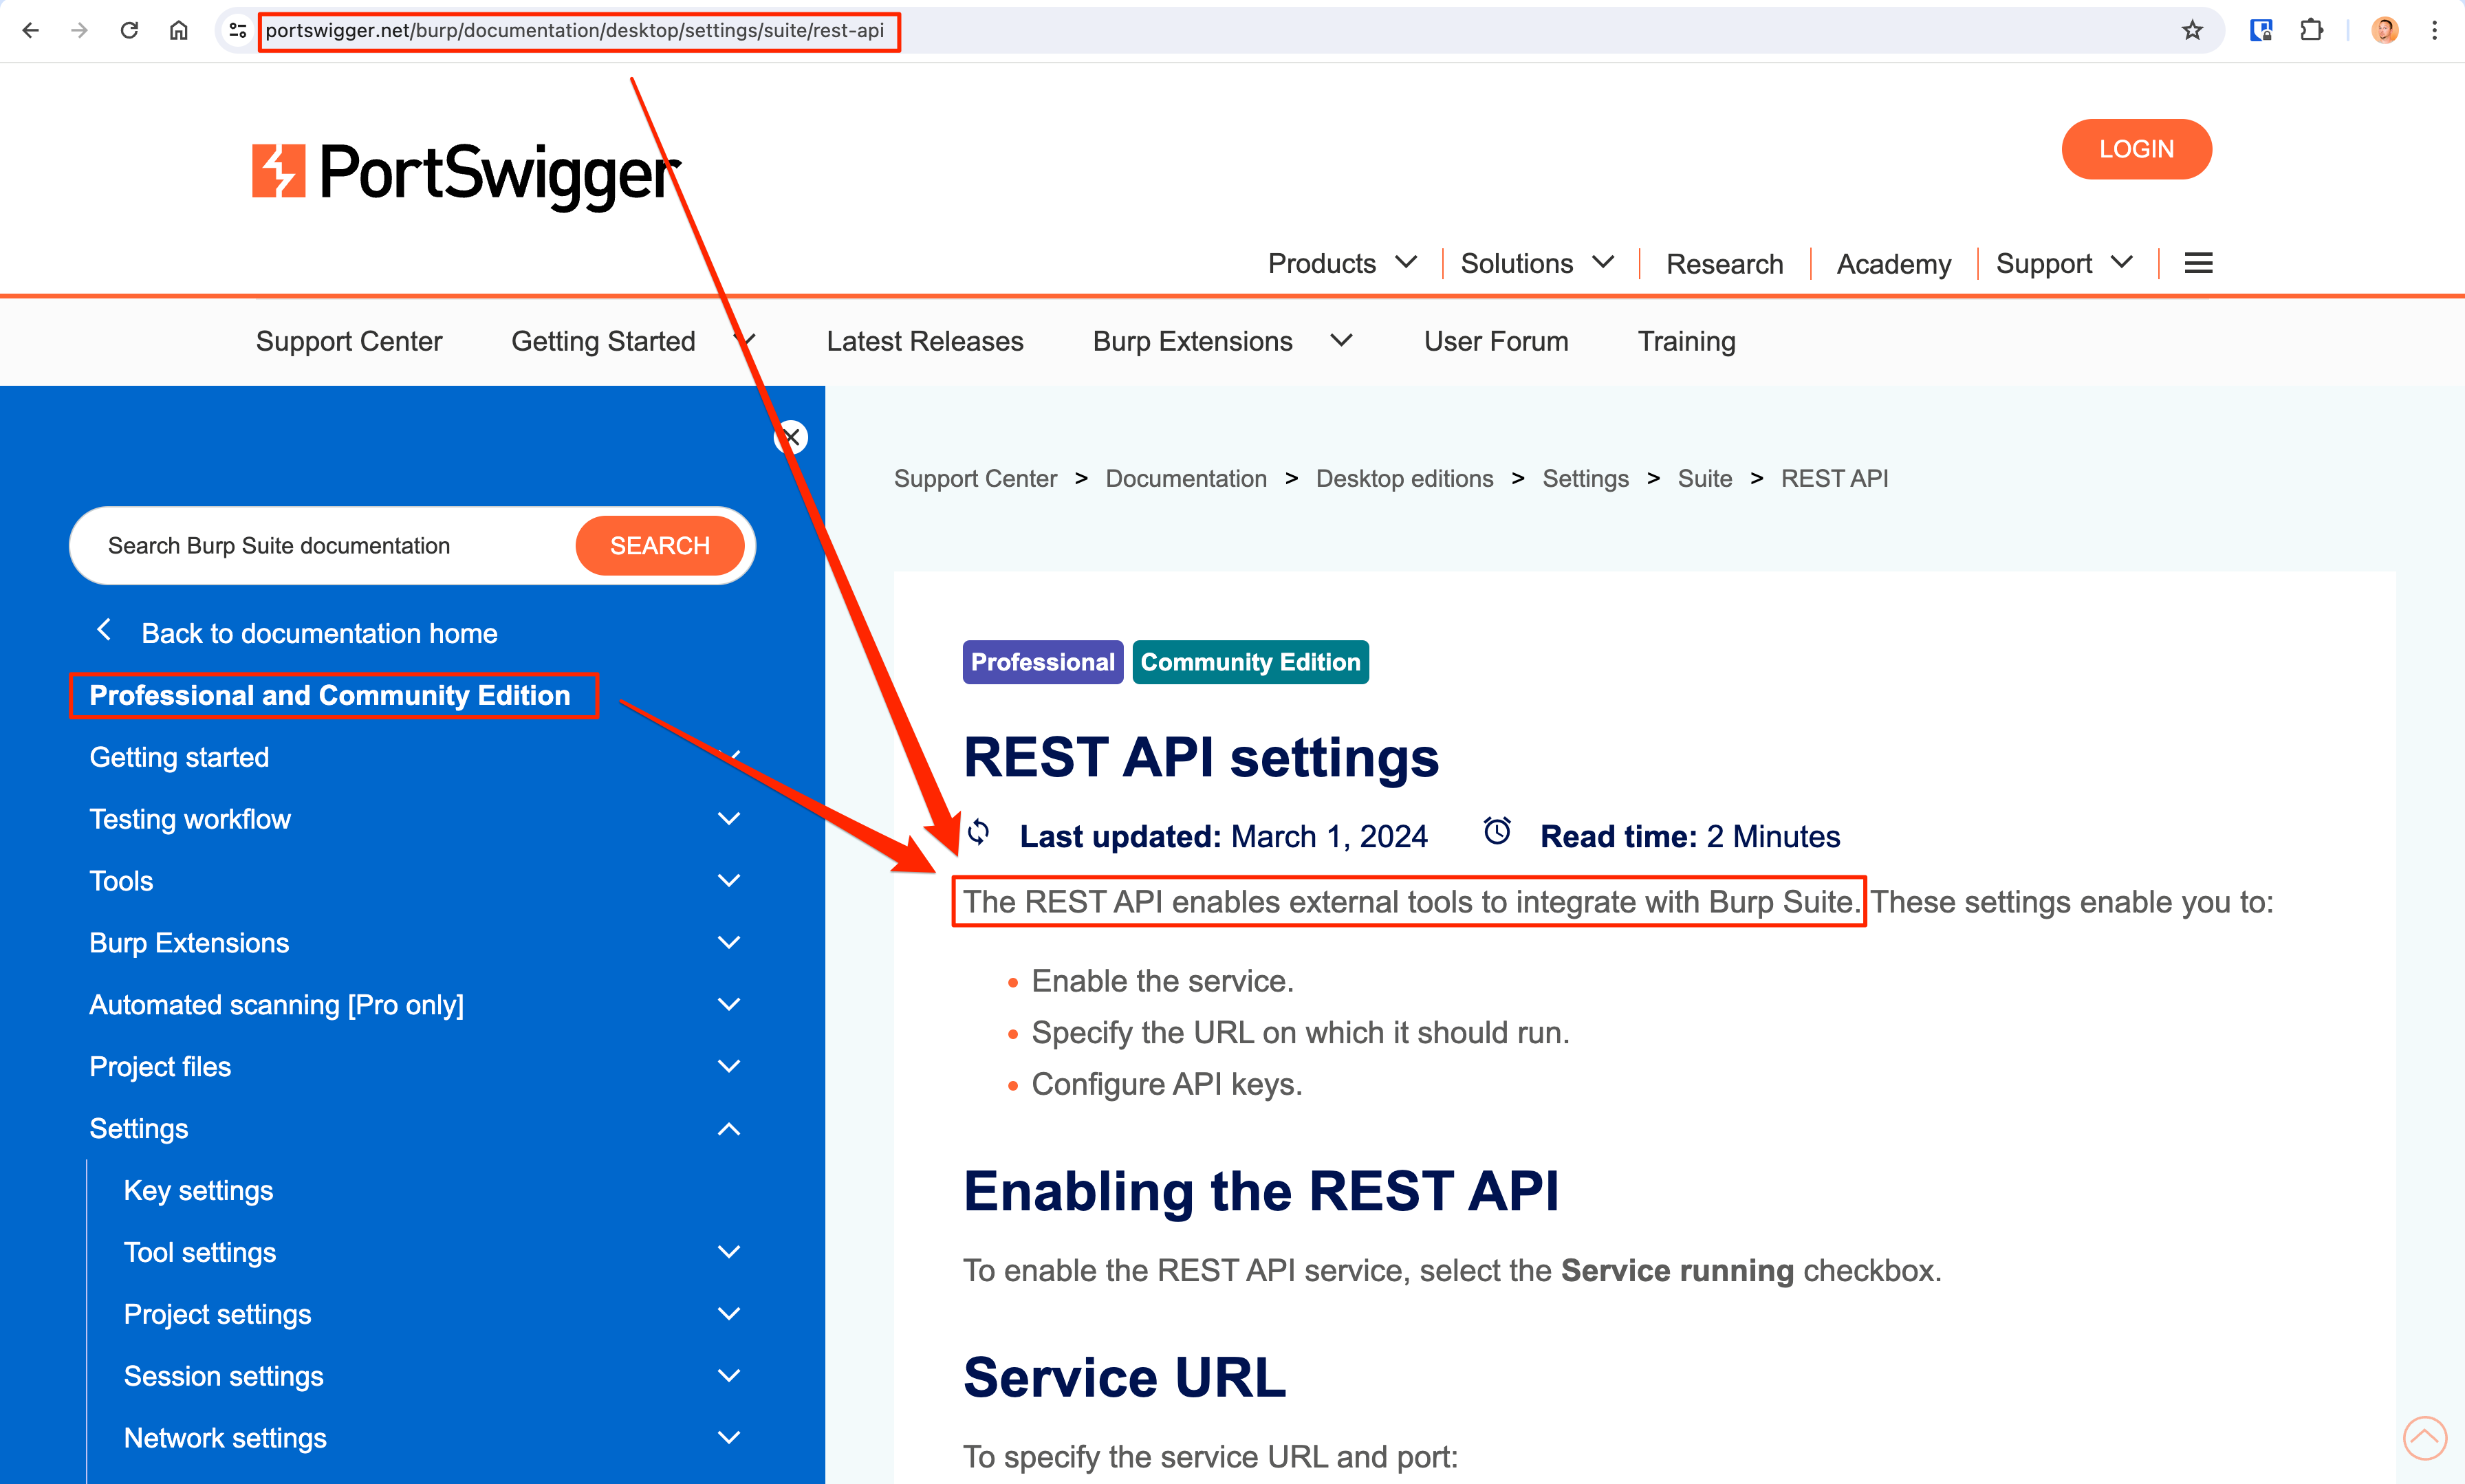 portswigger.net/burp/documentation/desktop/settings/suite/rest-api
PortSwigger
LOGIN
Products
Solutions
Research
Academy
Support
Support Center
Getting Started
Latest Releases
Burp Extensions
User Forum
Training
Search Burp Suite documentation
SEARCH
Back to documentation home
Professional and Community Edition
Getting started
Testing workflow
Tools
Burp Extensions
Automated scanning [Pro only]
Project files
Settings
Key settings
Tool settings
Project settings
Session settings
Network settings
Support Center > Documentation > Desktop editions > Settings > Suite > REST API
Professional
Community Edition
REST API settings
Last updated: March 1, 2024
Read time: 2 Minutes
The REST API enables external tools to integrate with Burp Suite. These settings enable you to:
Enable the service.
Specify the URL on which it should run.
Configure API keys.
Enabling the REST API
To enable the REST API service, select the Service running checkbox.
Service URL
To specify the service URL and port: